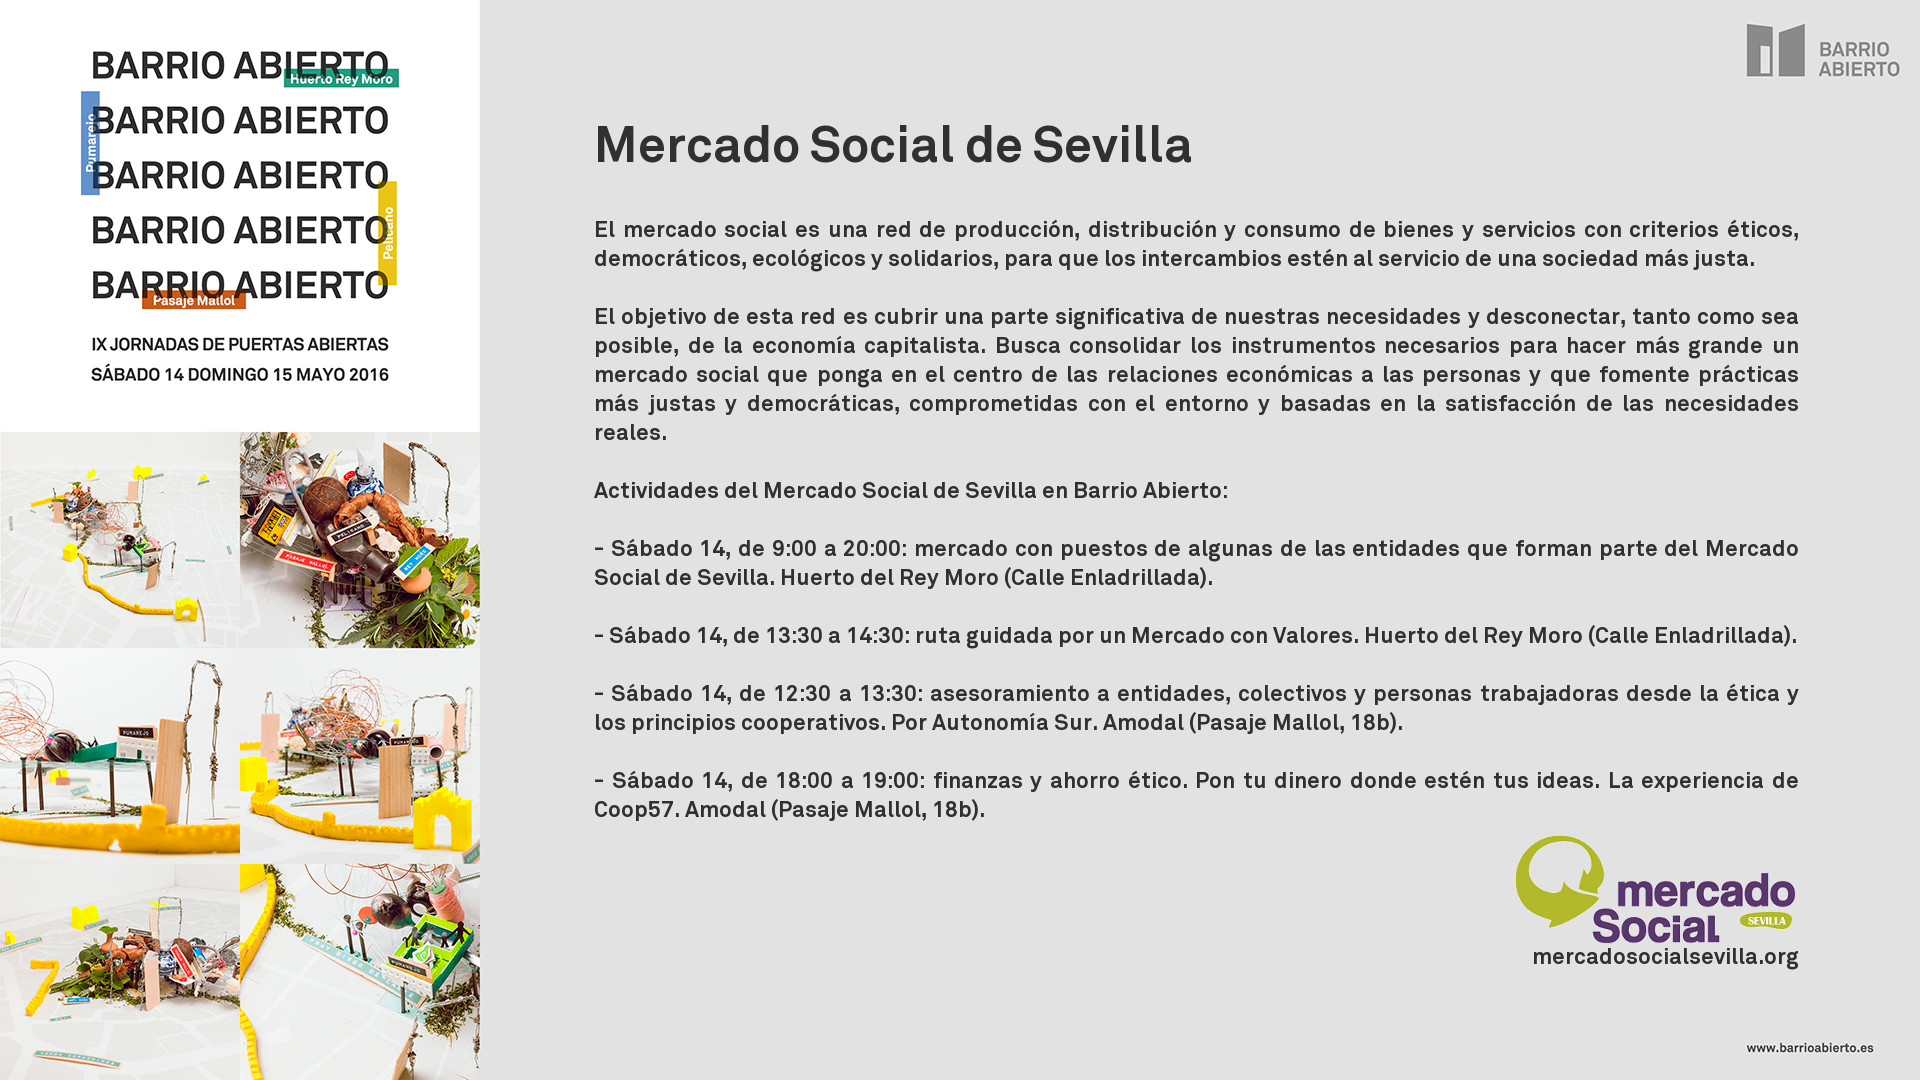 BARRIO ABIERTO
Huerto Rey Moro
BARRIO ABIERTO
Pumarejo
BARRIO ABIERTO
BARRIO ABIERTO
Pelícano
BARRIO ABIERTO
Pasaje Mallol
IX JORNADAS DE PUERTAS ABIERTAS
SÁBADO 14 DOMINGO 15 MAYO 2016
PELÍCANO
PASAJE MALLOL
REY MORO
PUMAREJO
PUMAREJO
PUMAREJO
BARRIO
ABIERTO
Mercado Social de Sevilla
El mercado social es una red de producción, distribución y consumo de bienes y servicios con criterios éticos,
democráticos, ecológicos y solidarios, para que los intercambios estén al servicio de una sociedad más justa.
El objetivo de esta red es cubrir una parte significativa de nuestras necesidades y desconectar, tanto como sea
posible, de la economía capitalista. Busca consolidar los instrumentos necesarios para hacer más grande un
mercado social que ponga en el centro de las relaciones económicas a las personas y que fomente prácticas
más justas y democráticas, comprometidas con el entorno y basadas en la satisfacción de las necesidades
reales.
Actividades del Mercado Social de Sevilla en Barrio Abierto:
- Sábado 14, de 9:00 a 20:00: mercado con puestos de algunas de las entidades que forman parte del Mercado
Social de Sevilla. Huerto del Rey Moro (Calle Enladrillada).
- Sábado 14, de 13:30 a 14:30: ruta guidada por un Mercado con Valores. Huerto del Rey Moro (Calle Enladrillada).
- Sábado 14, de 12:30 a 13:30: asesoramiento a entidades, colectivos y personas trabajadoras desde la ética y
los principios cooperativos. Por Autonomía Sur. Amodal (Pasaje Mallol, 18b).
- Sábado 14, de 18:00 a 19:00: finanzas y ahorro ético. Pon tu dinero donde estén tus ideas. La experiencia de
Coop57. Amodal (Pasaje Mallol, 18b).
mercado
Social
SEVILLA
mercadosocialsevilla.org
www.barrioabierto.es